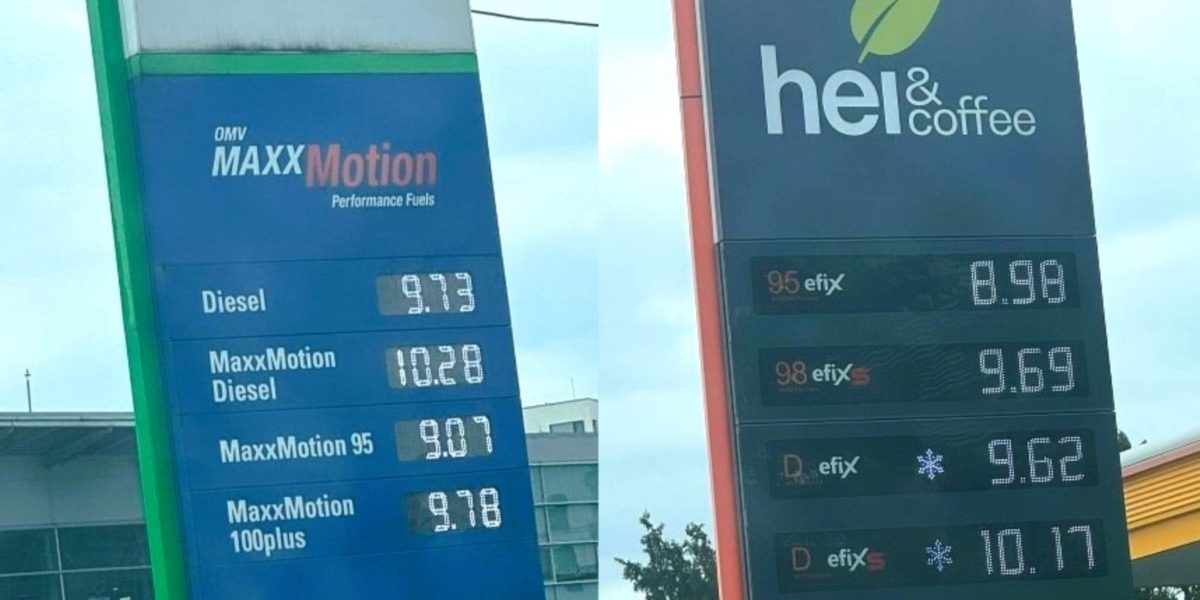 OMV
MAXXMotion
Performance Fuels
Diesel 9.73
MaxxMotion
Diesel 10.28
MaxxMotion 95 9.07
MaxxMotion
100plus 9.78
hei & coffee
95 efix 8.98
98 efixs 9.69
D efix 9.62
D efixs 10.17